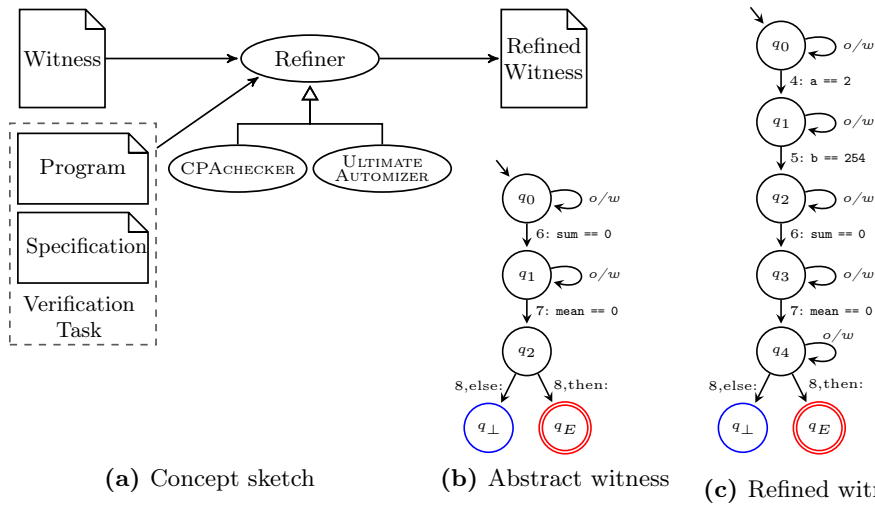 Witness
Refiner
Refined
Witness
Program
Specification
Verification
Task
CPACHECKER
ULTIMATE
AUTOMIZER
(a) Concept sketch
q0
o/w
6: sum == 0
q1
o/w
7: mean == 0
q2
8,else:
8,then:
q⊥
qE
(b) Abstract witness
q0
o/w
4: a == 2
q1
o/w
5: b == 254
q2
o/w
6: sum == 0
q3
o/w
7: mean == 0
q4
o/w
8,else:
8,then:
q⊥
qE
(c) Refined witn